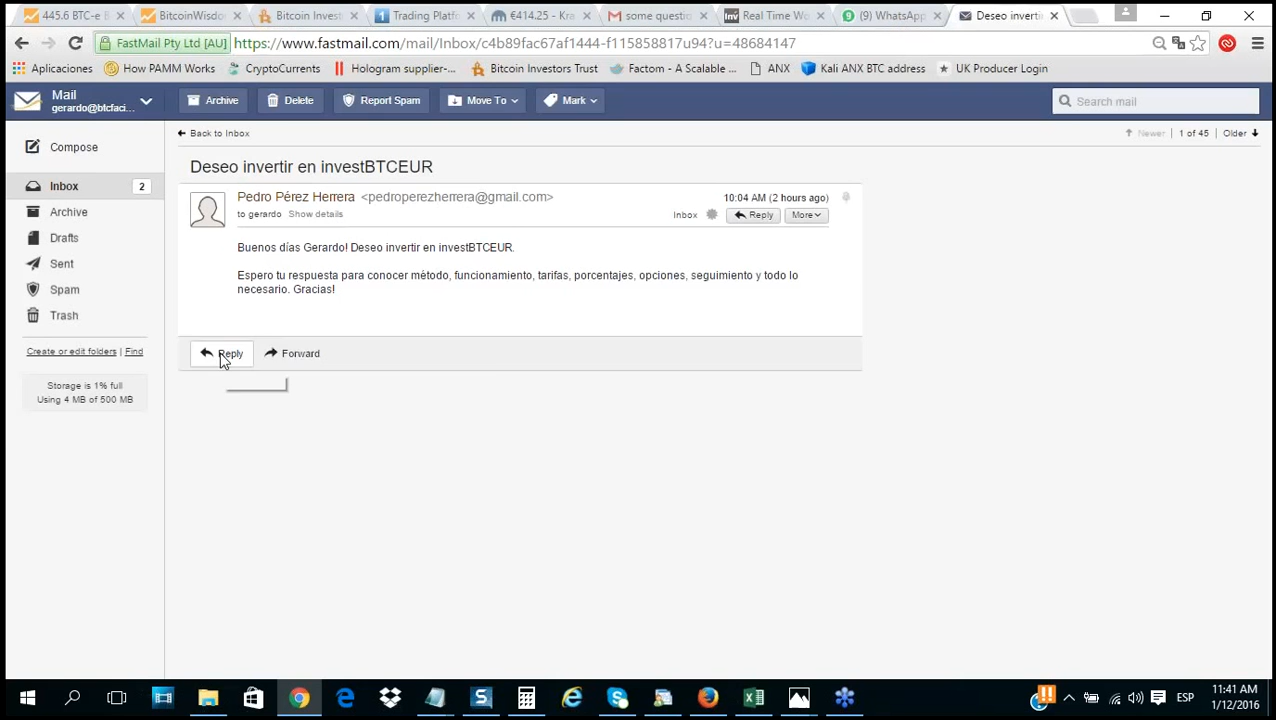 445.6 BTC-e B
BitcoinWisdo
Bitcoin Invest
Trading Platf
€414.25 - Kra
some questi
Inv Real Time Wo
9 (9) WhatsApp
Deseo inverti
FastMail Pty Ltd [AU] https://www.fastmail.com/mail/Inbox/c4b89fac67af1444-f115858817u94?u=48684147
Aplicaciones How PAMM Works CryptoCurrents Hologram supplier-... Bitcoin Investors Trust Factom - A Scalable ... ANX Kali ANX BTC address UK Producer Login
Mail
gerardo@btcfaci...
Archive Delete Report Spam Move To Mark Search mail
Back to Inbox Newer 1 of 45 Older
Compose
Inbox 2
Archive
Drafts
Sent
Spam
Trash
Create or edit folders | Find
Storage is 1% full
Using 4 MB of 500 MB
Deseo invertir en investBTCEUR
Pedro Pérez Herrera <pedroperezherrera@gmail.com> 10:04 AM (2 hours ago)
to gerardo Show details Inbox Reply More
Buenos días Gerardo! Deseo invertir en investBTCEUR.
Espero tu respuesta para conocer método, funcionamiento, tarifas, porcentajes, opciones, seguimiento y todo lo
necesario. Gracias!
Reply Forward
ESP
11:41 AM
1/12/2016